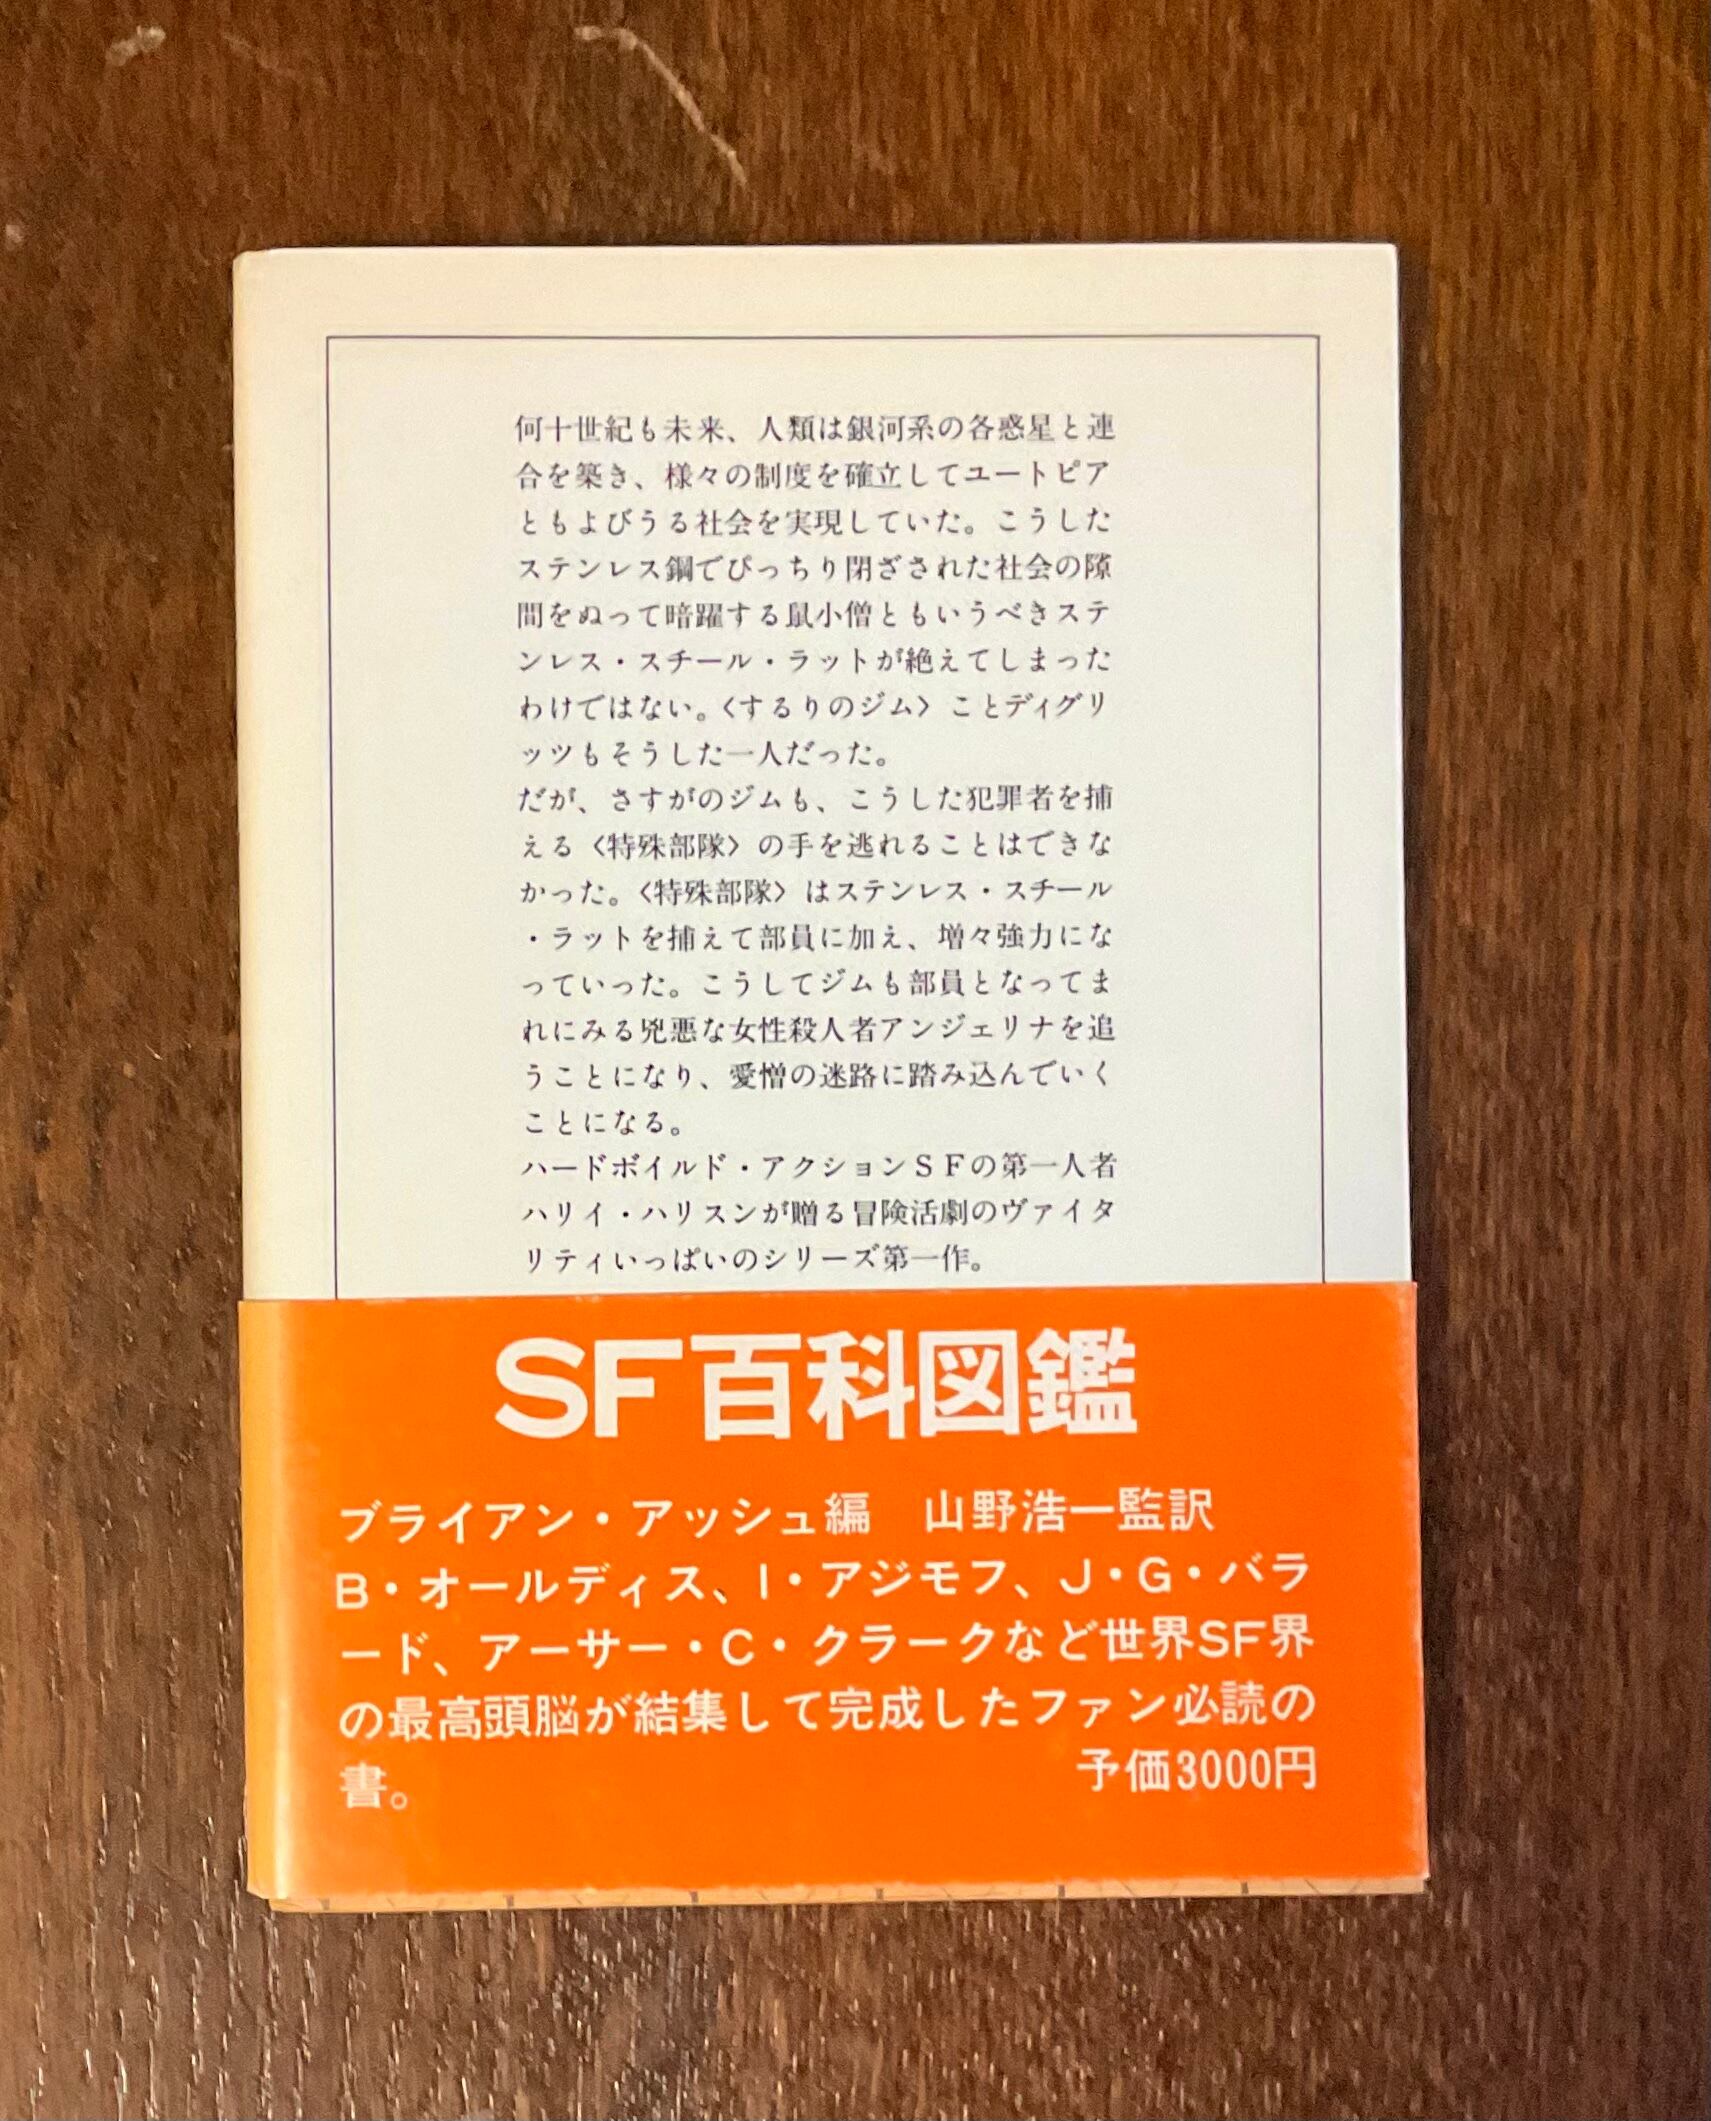 何十世紀も未来、人類は銀河系の各惑星と連
合を築き、様々の制度を確立してユートピア
ともよびうる社会を実現していた。こうした
ステンレス鋼でぴっちり閉ざされた社会の隙
間をぬって暗躍する鼠小僧ともいうべきステ
ンレス・スチール・ラットが絶えてしまった
わけではない。〈するりのジム〉ことディグリ
ッツもそうした一人だった。
だが、さすがのジムも、こうした犯罪者を捕
える〈特殊部隊〉の手を逃れることはできな
かった。〈特殊部隊〉はステンレス・スチール
・ラットを捕えて部員に加え、増々強力にな
っていった。こうしてジムも部員となってま
れにみる兇悪な女性殺人者アンジェリナを追
うことになり、愛憎の迷路に踏み込んでいく
ことになる。
ハードボイルド・アクションＳＦの第一人者
ハリイ・ハリスンが贈る冒険活劇のヴァイタ
リティいっぱいのシリーズ第一作。
SF百科図鑑
ブライアン・アッシュ編　山野浩一監訳
B・オールディス、I・アジモフ、J・G・バラ
ード、アーサー・C・クラークなど世界SF界
の最高頭脳が結集して完成したファン必読の
書。
予価3000円